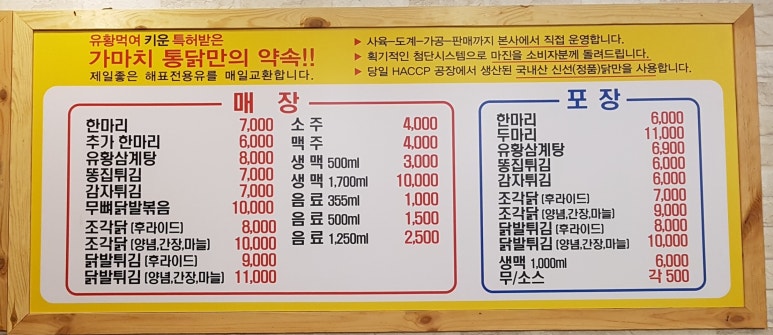 유황먹여 키운 특허받은
가마치 통닭만의 약속!!
제일좋은 해표전용유를 매일교환합니다.
▶ 사육-도계-가공-판매까지 본사에서 직접 운영합니다.
▶ 획기적인 첨단시스템으로 마진을 소비자분께 돌려드립니다.
▶ 당일 HACCP 공장에서 생산된 국내산 신선(정품)닭만을 사용합니다.
매 장
한마리 7,000
추가 한마리 6,000
유황삼계탕 8,000
똥집튀김 7,000
감자튀김 7,000
무뼈닭발볶음 10,000
조각닭 (후라이드) 8,000
조각닭 (양념,간장,마늘) 10,000
닭발튀김 (후라이드) 9,000
닭발튀김 (양념,간장,마늘) 11,000
소 주 4,000
맥 주 4,000
생 맥 500ml 3,000
생 맥 1,700ml 10,000
음 료 355ml 1,000
음 료 500ml 1,500
음 료 1,250ml 2,500
포 장
한마리 6,000
두마리 11,000
유황삼계탕 6,900
똥집튀김 6,000
감자튀김 6,000
조각닭 (후라이드) 7,000
조각닭 (양념,간장,마늘) 9,000
닭발튀김 (후라이드) 8,000
닭발튀김 (양념,간장,마늘) 10,000
생맥 1,000ml 6,000
무/소스 각 500